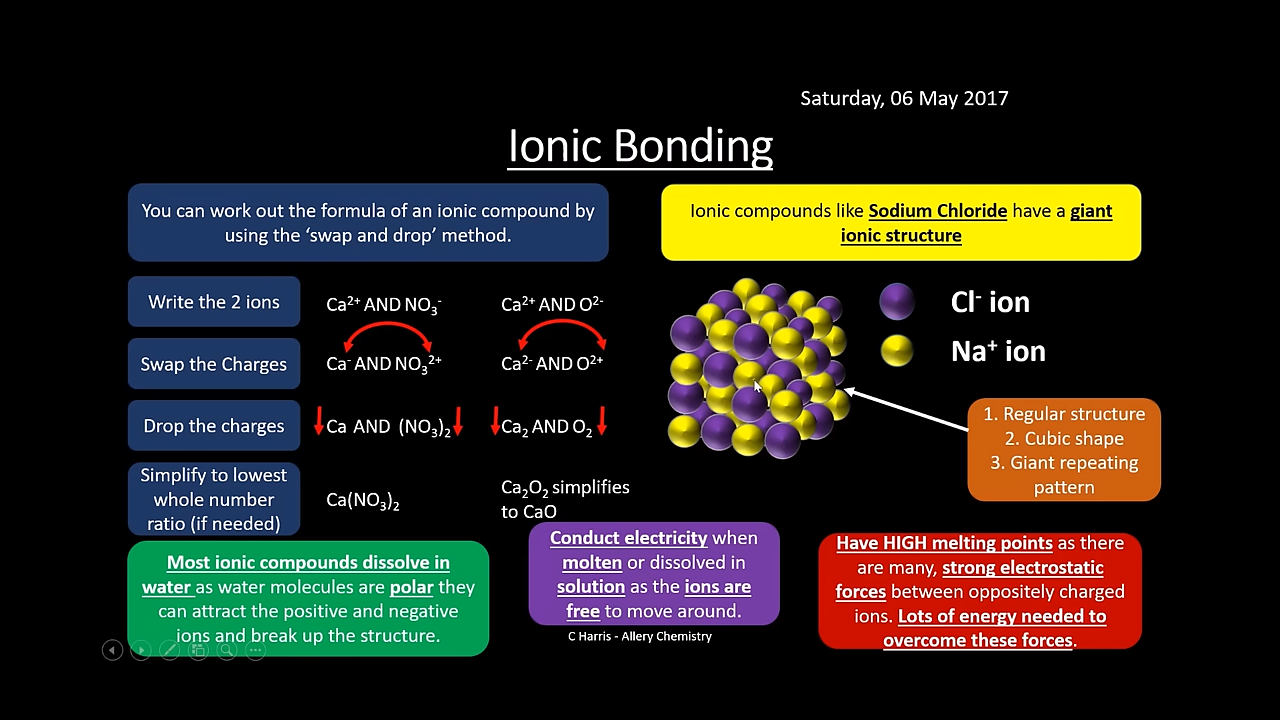 Saturday, 06 May 2017
Ionic Bonding
You can work out the formula of an ionic compound by
using the ‘swap and drop’ method.
Ionic compounds like Sodium Chloride have a giant
ionic structure
Write the 2 ions
Ca²⁺ AND NO₃⁻
Ca²⁺ AND O²⁻
Swap the Charges
Ca⁻ AND NO₃²⁺
Ca²⁻ AND O²⁺
Drop the charges
Ca AND (NO₃)₂
Ca₂ AND O₂
Simplify to lowest
whole number
ratio (if needed)
Ca(NO₃)₂
Ca₂O₂ simplifies
to CaO
Cl⁻ ion
Na⁺ ion
1. Regular structure
2. Cubic shape
3. Giant repeating
pattern
Most ionic compounds dissolve in
water as water molecules are polar they
can attract the positive and negative
ions and break up the structure.
Conduct electricity when
molten or dissolved in
solution as the ions are
free to move around.
Have HIGH melting points as there
are many, strong electrostatic
forces between oppositely charged
ions. Lots of energy needed to
overcome these forces.
C Harris - Allery Chemistry